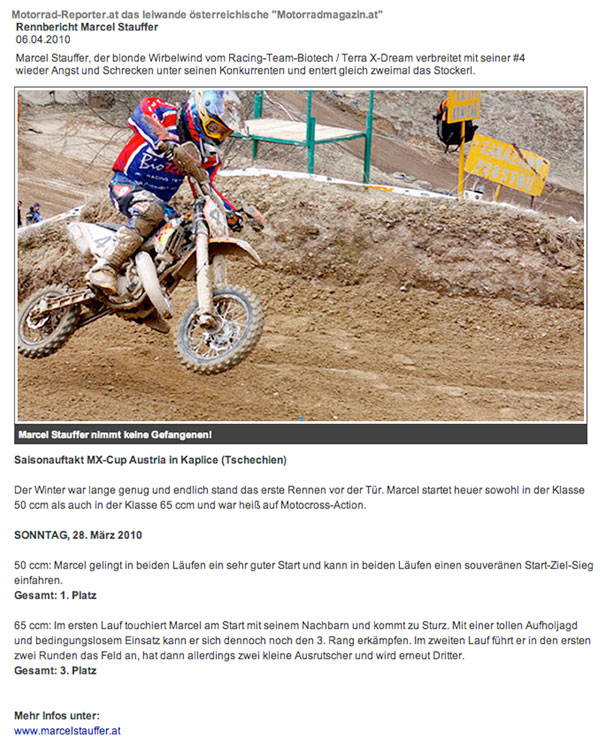 Motorrad-Reporter.at das leiwande österreichische "Motorradmagazin.at"
Rennbericht Marcel Stauffer
06.04.2010
Marcel Stauffer, der blonde Wirbelwind vom Racing-Team-Biotech / Terra X-Dream verbreitet mit seiner #4
wieder Angst und Schrecken unter seinen Konkurrenten und entert gleich zweimal das Stockerl.
4
Marcel Stauffer nimmt keine Gefangenen!
Saisonauftakt MX-Cup Austria in Kaplice (Tschechien)
Der Winter war lange genug und endlich stand das erste Rennen vor der Tür. Marcel startet heuer sowohl in der Klasse
50 ccm als auch in der Klasse 65 ccm und war heiß auf Motocross-Action.
SONNTAG, 28. März 2010
50 ccm: Marcel gelingt in beiden Läufen ein sehr guter Start und kann in beiden Läufen einen souveränen Start-Ziel-Sieg
einfahren.
Gesamt: 1. Platz
65 ccm: Im ersten Lauf touchiert Marcel am Start mit seinem Nachbarn und kommt zu Sturz. Mit einer tollen Aufholjagd
und bedingungslosem Einsatz kann er sich dennoch noch den 3. Rang erkämpfen. Im zweiten Lauf führt er in den ersten
zwei Runden das Feld an, hat dann allerdings zwei kleine Ausrutscher und wird erneut Dritter.
Gesamt: 3. Platz
Mehr Infos unter:
www.marcelstauffer.at